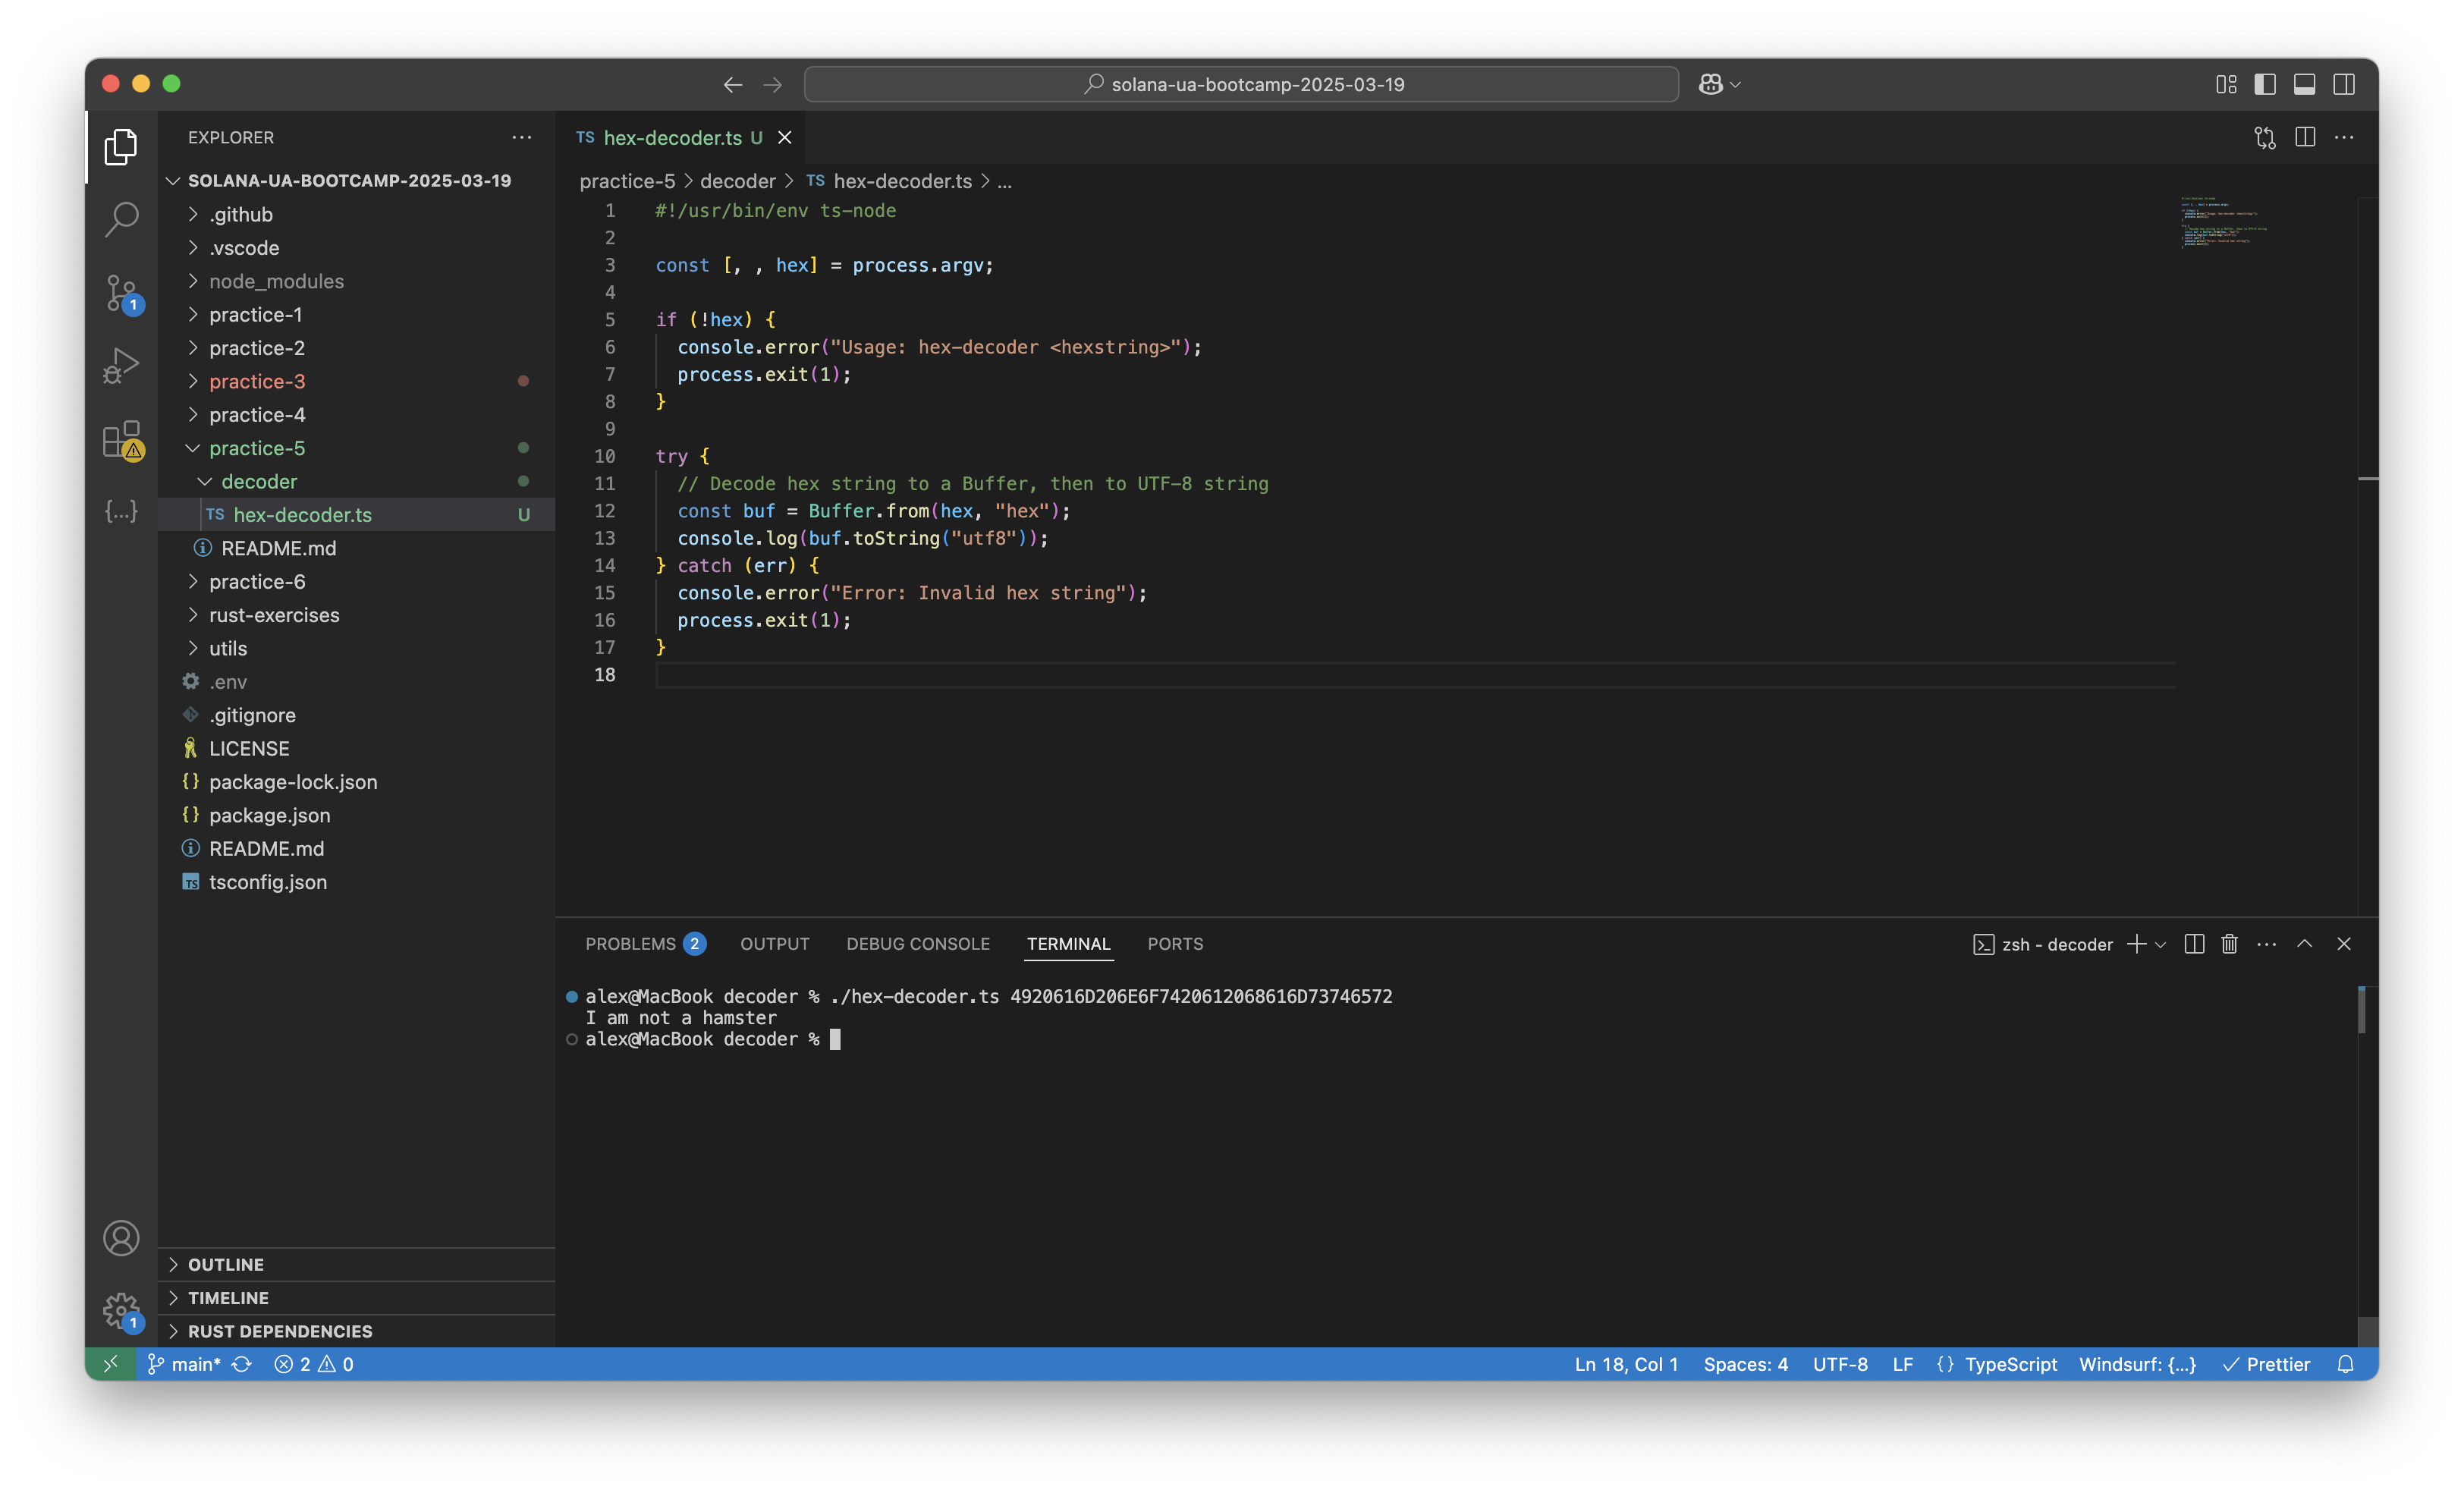 solana-ua-bootcamp-2025-03-19
EXPLORER
SOLANA-UA-BOOTCAMP-2025-03-19
.github
.vscode
node_modules
practice-1
practice-2
practice-3
practice-4
practice-5
decoder
TS hex-decoder.ts U
README.md
practice-6
rust-exercises
utils
.env
.gitignore
LICENSE
{} package-lock.json
{} package.json
README.md
TS tsconfig.json
OUTLINE
TIMELINE
RUST DEPENDENCIES
1
{...}
1
TS hex-decoder.ts U
practice-5 > decoder > TS hex-decoder.ts > ...
1 #!/usr/bin/env ts-node
2
3 const [, , hex] = process.argv;
4
5 if (!hex) {
6   console.error("Usage: hex-decoder <hexstring>");
7   process.exit(1);
8 }
9
10 try {
11   // Decode hex string to a Buffer, then to UTF-8 string
12   const buf = Buffer.from(hex, "hex");
13   console.log(buf.toString("utf8"));
14 } catch (err) {
15   console.error("Error: Invalid hex string");
16   process.exit(1);
17 }
18
PROBLEMS 2 OUTPUT DEBUG CONSOLE TERMINAL PORTS
zsh - decoder
alex@MacBook decoder % ./hex-decoder.ts 4920616D206E6F7420612068616D73746572
I am not a hamster
alex@MacBook decoder %
main* 2 0
Ln 18, Col 1 Spaces: 4 UTF-8 LF {} TypeScript Windsurf: {...} Prettier